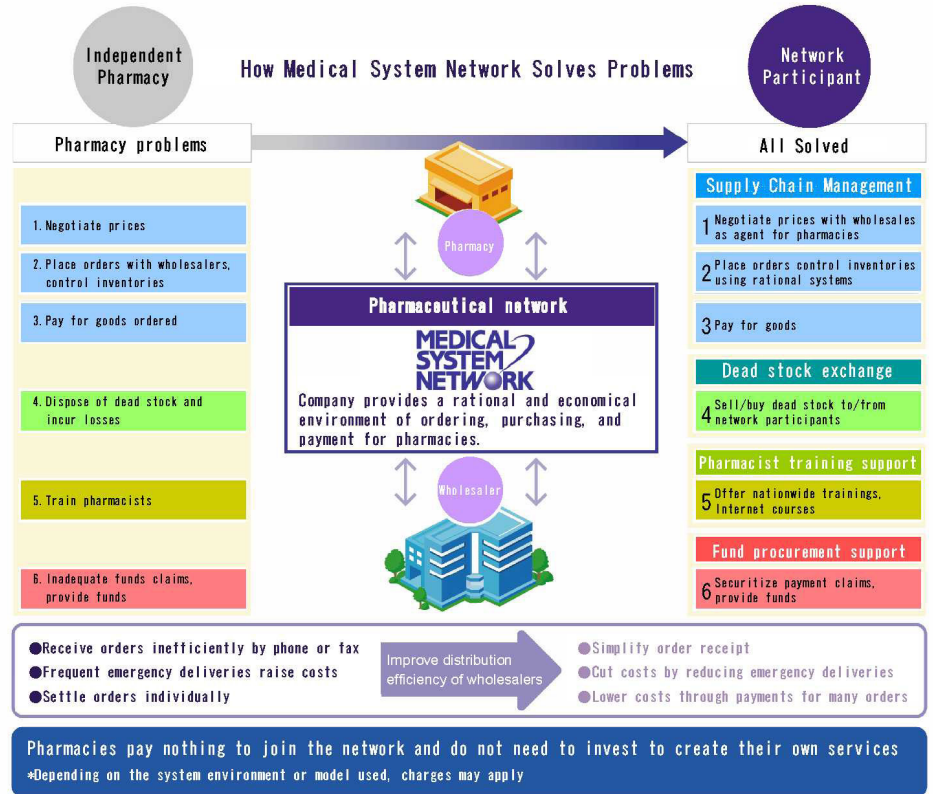 Independent
Pharmacy
How Medical System Network Solves Problems
Network
Participant
Pharmacy problems
All Solved
1. Negotiate prices
2. Place orders with wholesalers,
control inventories
3. Pay for goods ordered
4. Dispose of dead stock and
incur losses
5. Train pharmacists
6. Inadequate funds claims,
provide funds
Pharmacy
Pharmaceutical network
MEDICAL
SYSTEM
NETWORK
Company provides a rational and economical
environment of ordering, purchasing, and
payment for pharmacies.
Wholesaler
Supply Chain Management
1 Negotiate prices with wholesales
as agent for pharmacies
2 Place orders control inventories
using rational systems
3 Pay for goods
Dead stock exchange
4 Sell/buy dead stock to/from
network participants
Pharmacist training support
5 Offer nationwide trainings,
Internet courses
Fund procurement support
6 Securitize payment claims,
provide funds
●Receive orders inefficiently by phone or fax
●Frequent emergency deliveries raise costs
●Settle orders individually
Improve distribution
efficiency of wholesalers
●Simplify order receipt
●Cut costs by reducing emergency deliveries
●Lower costs through payments for many orders
Pharmacies pay nothing to join the network and do not need to invest to create their own services
*Depending on the system environment or model used, charges may apply